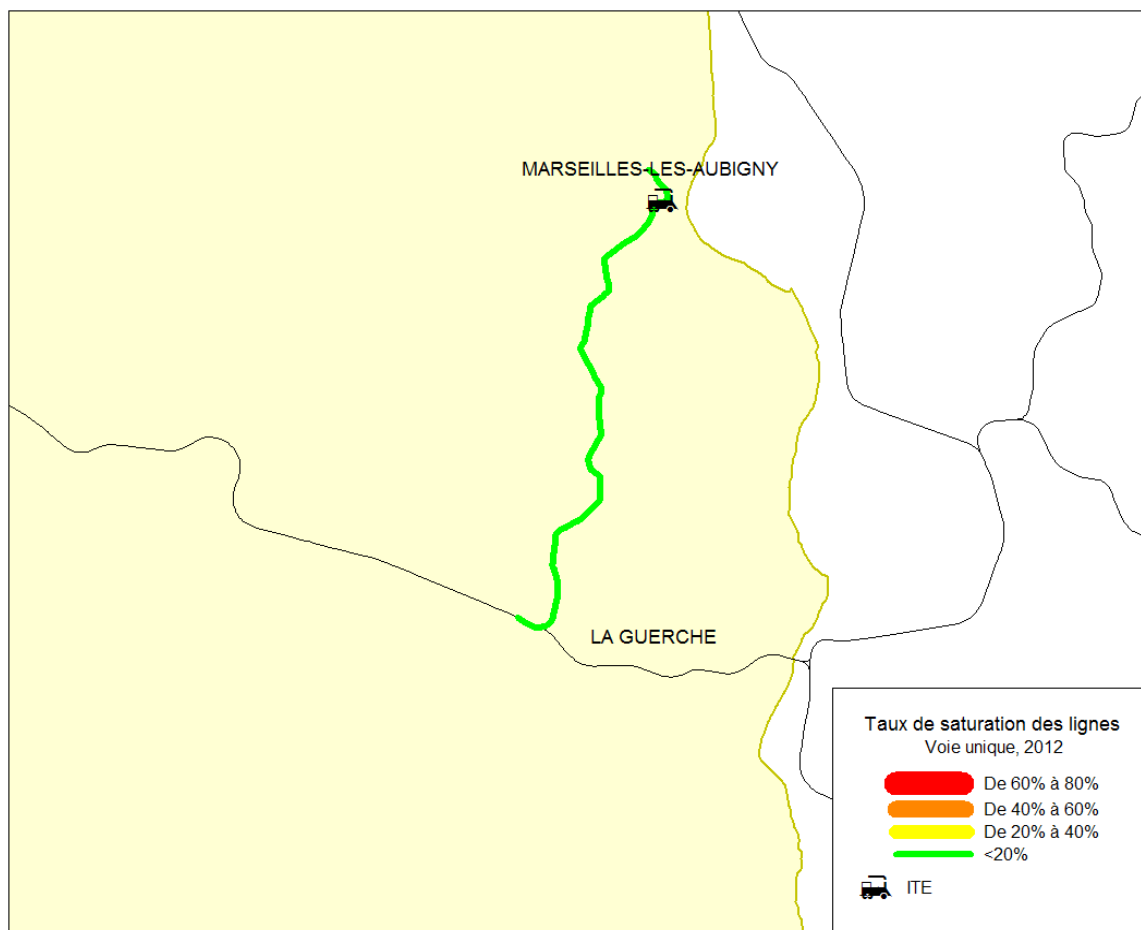 MARSEILLES-LES-AUBIGNY
LA GUERCHE
Taux de saturation des lignes
Voie unique, 2012
De 60% à 80%
De 40% à 60%
De 20% à 40%
<20%
ITE